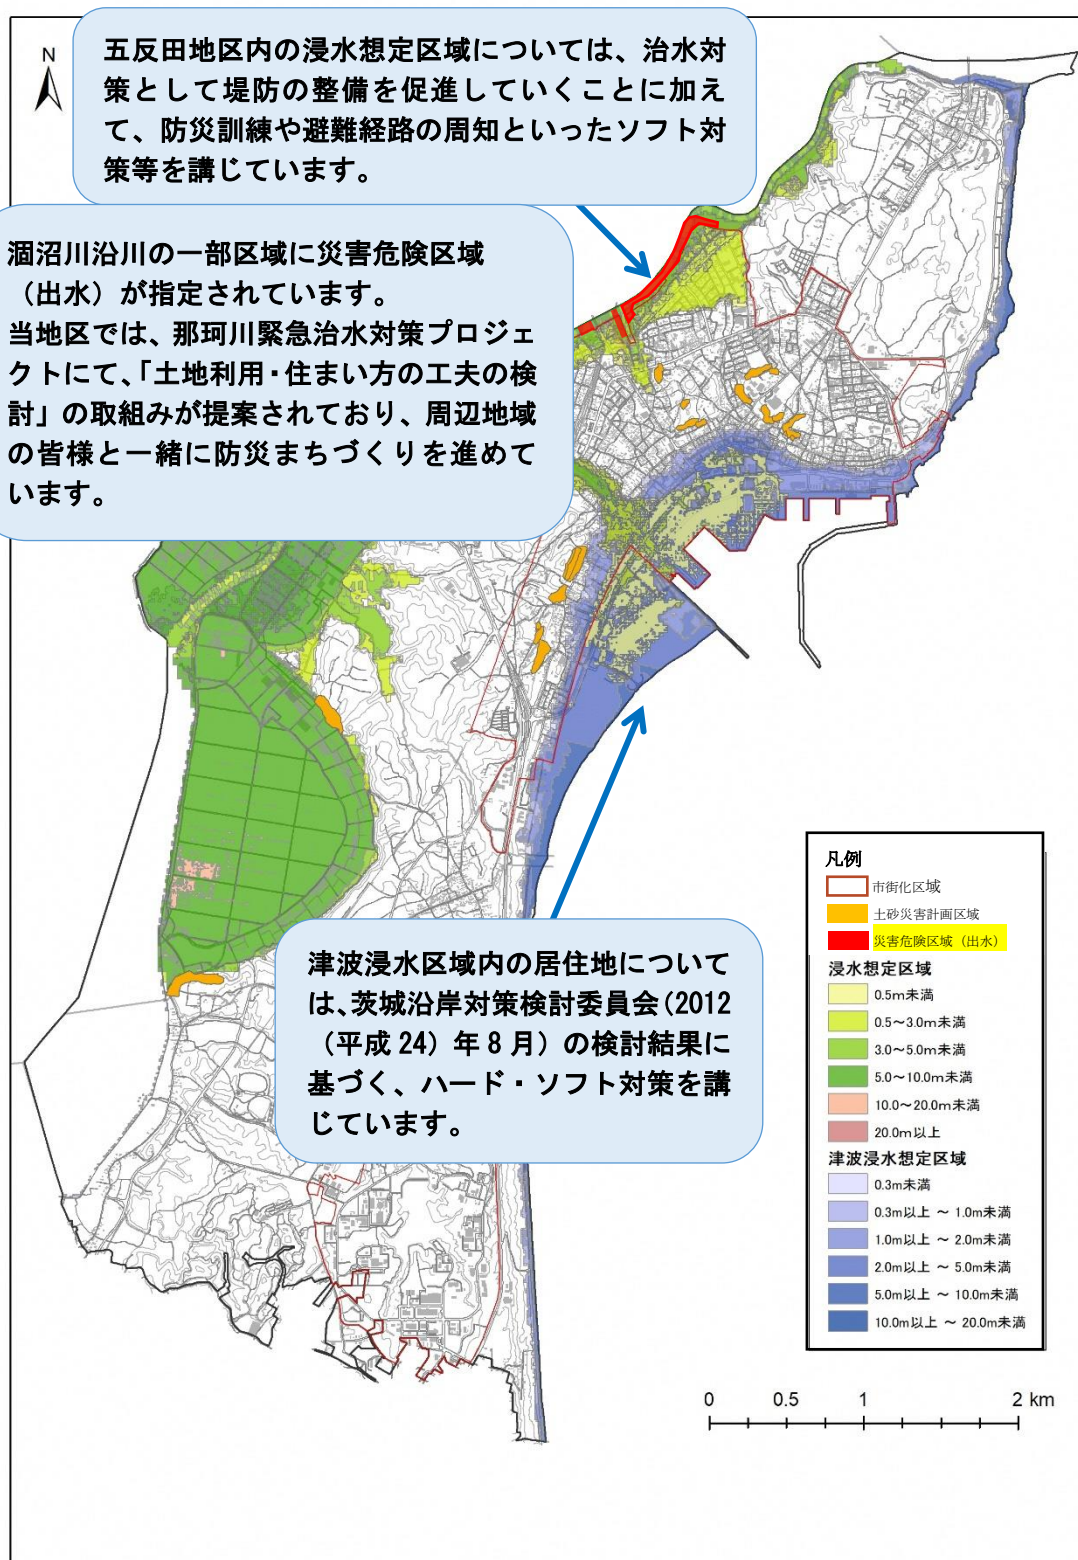 N
五反田地区内の浸水想定区域については、治水対
策として堤防の整備を促進していくことに加え
て、防災訓練や避難経路の周知といったソフト対
策等を講じています。
涸沼川沿川の一部区域に災害危険区域
（出水）が指定されています。
当地区では、那珂川緊急治水対策プロジェ
クトにて、｢土地利用･住まい方の工夫の検
討」の取組みが提案されており、周辺地域
の皆様と一緒に防災まちづくりを進めて
います。
津波浸水区域内の居住地について
は、茨城沿岸対策検討委員会(2012
（平成 24）年 8 月）の検討結果に
基づく、ハード・ソフト対策を講
じています。
凡例
市街化区域
土砂災害計画区域
災害危険区域（出水）
浸水想定区域
0.5m未満
0.5～3.0m未満
3.0～5.0m未満
5.0～10.0m未満
10.0～20.0m未満
20.0m以上
津波浸水想定区域
0.3m未満
0.3m以上 ～ 1.0m未満
1.0m以上 ～ 2.0m未満
2.0m以上 ～ 5.0m未満
5.0m以上 ～ 10.0m未満
10.0m以上 ～ 20.0m未満
0 0.5 1 2 km